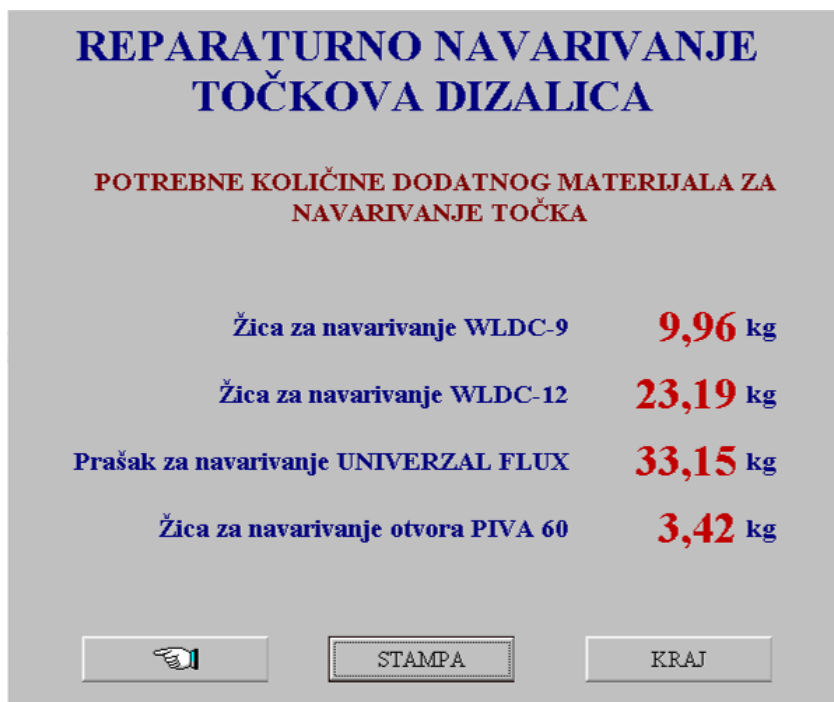 REPARATURNO NAVARIVANJE
TOČKOVA DIZALICA
POTREBNE KOLIČINE DODATNOG MATERIJALA ZA
NAVARIVANJE TOČKA
Žica za navarivanje WLDC-9 9,96 kg
Žica za navarivanje WLDC-12 23,19 kg
Prašak za navarivanje UNIVERZAL FLUX 33,15 kg
Žica za navarivanje otvora PIVA 60 3,42 kg
STAMPA KRAJ